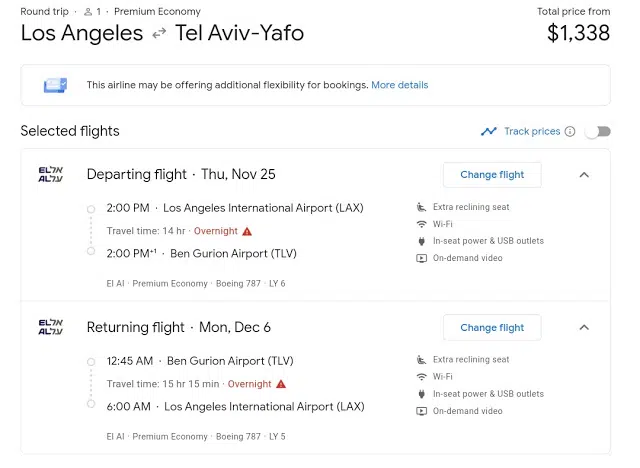 Round trip · 1 · Premium Economy
Total price from
Los Angeles Tel Aviv-Yafo
$1,338
This airline may be offering additional flexibility for bookings. More details
Selected flights
Track prices
EL אל
AL על
Departing flight · Thu, Nov 25
Change flight
2:00 PM · Los Angeles International Airport (LAX)
Travel time: 14 hr · Overnight
2:00 PM+1 · Ben Gurion Airport (TLV)
El Al · Premium Economy · Boeing 787 · LY 6
Extra reclining seat
Wi-Fi
In-seat power & USB outlets
On-demand video
EL אל
AL על
Returning flight · Mon, Dec 6
Change flight
12:45 AM · Ben Gurion Airport (TLV)
Travel time: 15 hr 15 min · Overnight
6:00 AM · Los Angeles International Airport (LAX)
El Al · Premium Economy · Boeing 787 · LY 5
Extra reclining seat
Wi-Fi
In-seat power & USB outlets
On-demand video